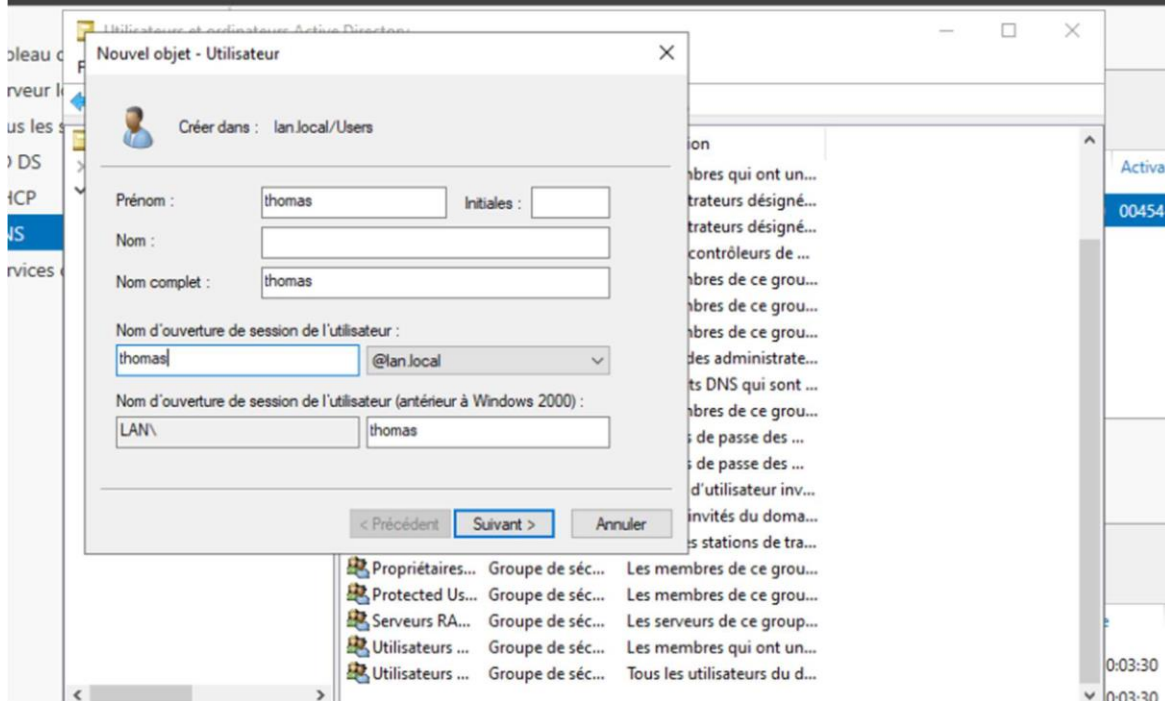 Utilisateurs et ordinateurs Active Directory
Nouvel objet - Utilisateur
Créer dans : lan.local/Users
Prénom : thomas Initiales :
Nom :
Nom complet : thomas
Nom d'ouverture de session de l'utilisateur :
thomas @lan.local
Nom d'ouverture de session de l'utilisateur (antérieur à Windows 2000) :
LAN\ thomas
< Précédent Suivant > Annuler
DS
Activa
00454
ion
mbres qui ont un...
trateurs désigné...
trateurs désigné...
contrôleurs de ...
mbres de ce grou...
mbres de ce grou...
mbres de ce grou...
des administrate...
ts DNS qui sont ...
mbres de ce grou...
s de passe des ...
s de passe des ...
d'utilisateur inv...
invités du doma...
es stations de tra...
Propriétaires... Groupe de séc... Les membres de ce grou...
Protected Us... Groupe de séc... Les membres de ce grou...
Serveurs RA... Groupe de séc... Les serveurs de ce group...
Utilisateurs ... Groupe de séc... Les membres qui ont un...
Utilisateurs ... Groupe de séc... Tous les utilisateurs du d...
0:03:30
0:03:30